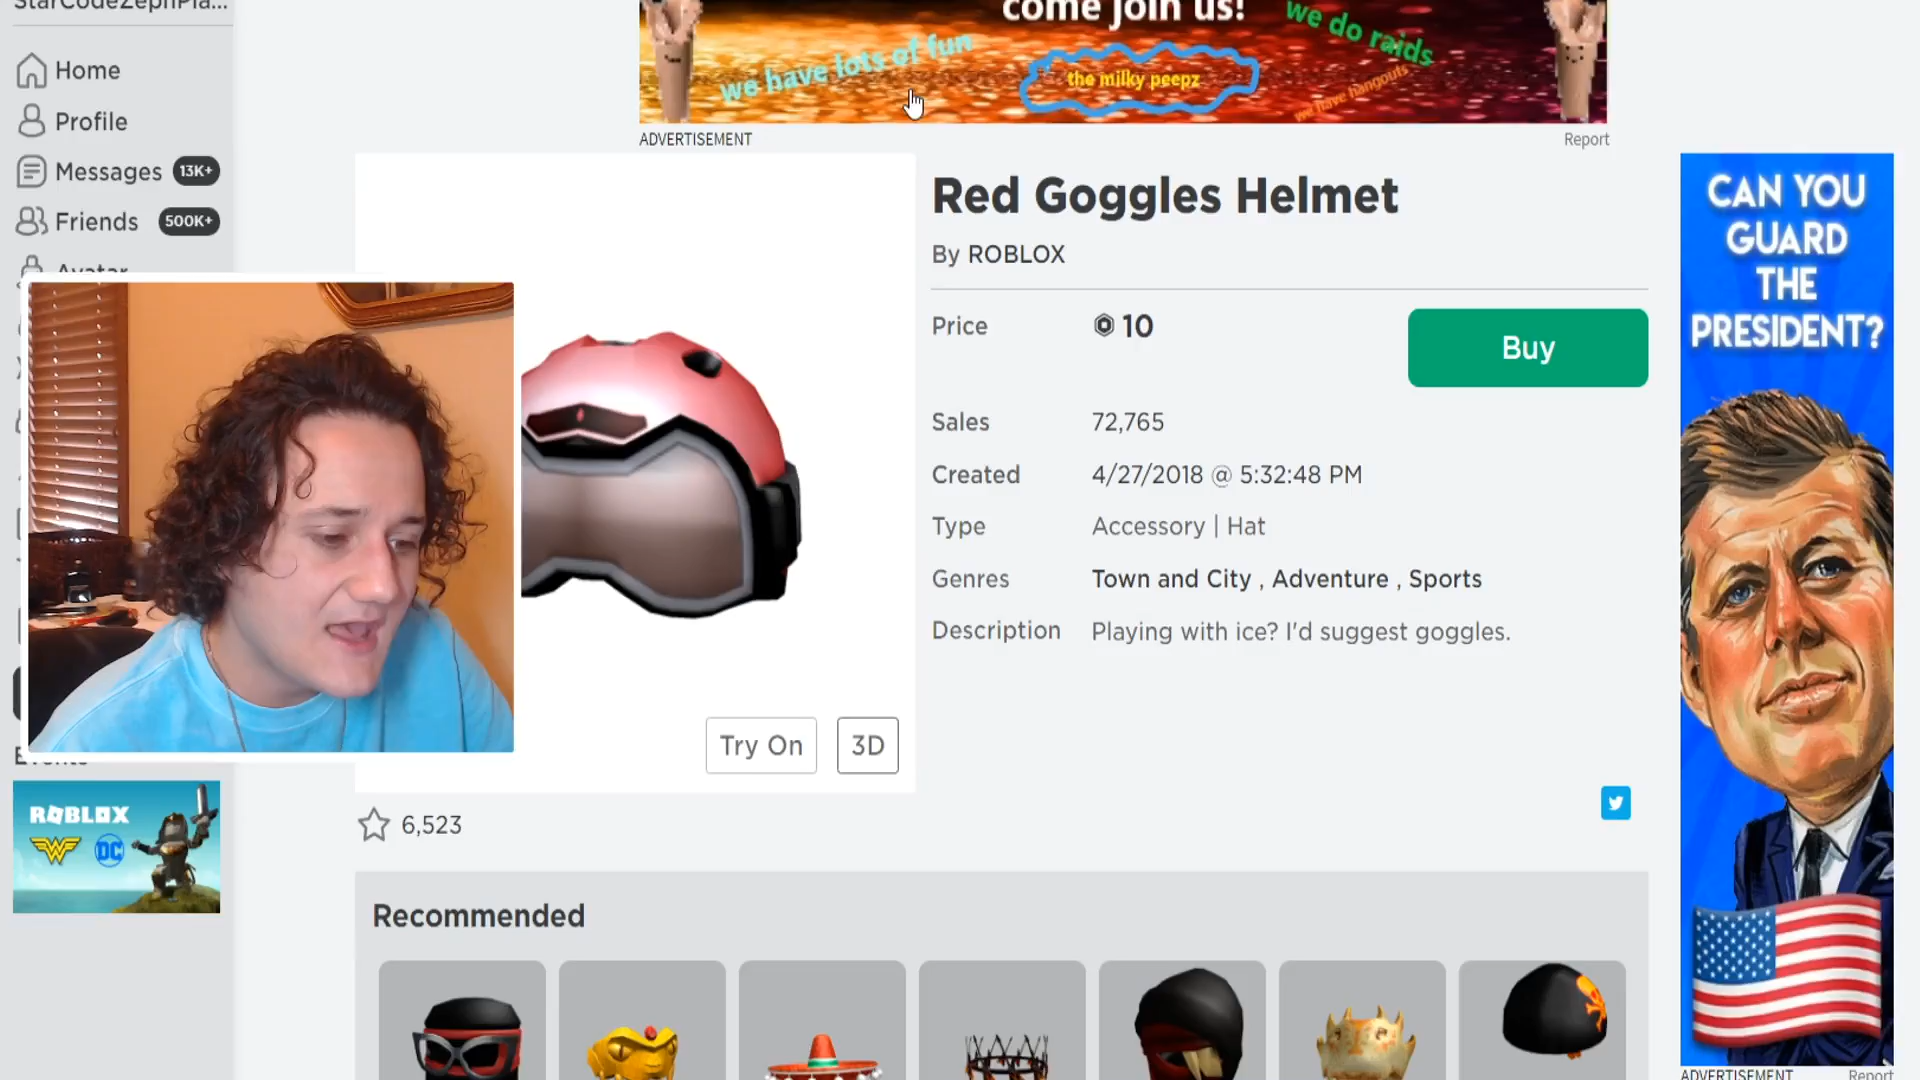 StarCodeZephPla...
Home
Profile
Messages 13K+
Friends 500K+
Avatar
Events
ROBLOX
DC
come join us!
we have lots of fun
the milky peepz
we do raids
we have hangouts
ADVERTISEMENT Report
Red Goggles Helmet
By ROBLOX
Price 10
Buy
Sales 72,765
Created 4/27/2018 @ 5:32:48 PM
Type Accessory | Hat
Genres Town and City , Adventure , Sports
Description Playing with ice? I'd suggest goggles.
Try On
3D
6,523
Recommended
CAN YOU
GUARD
THE
PRESIDENT?
ADVERTISEMENT Report